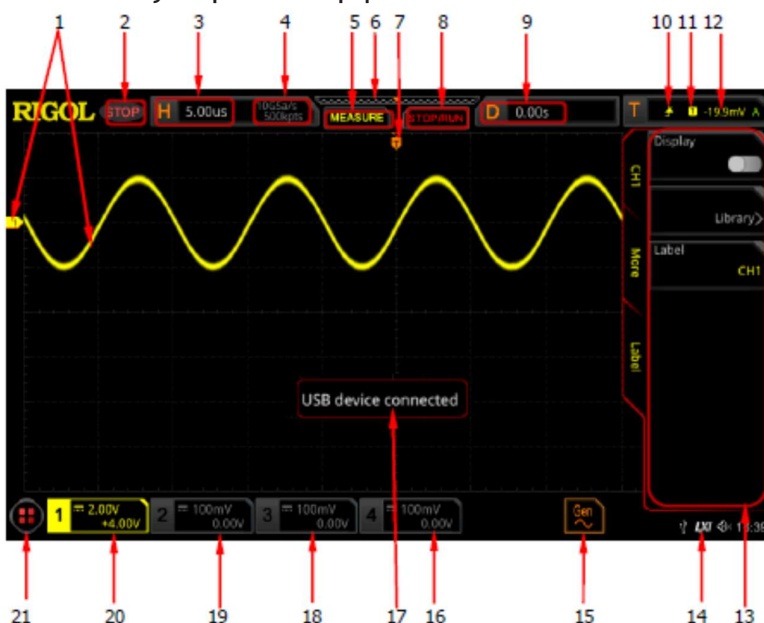 1 2 3 4 5 6 7 8 9 10 11 12
RIGOL STOP H 5.00us 10GSa/s 500kpts MEASURE STOP/RUN D 0.00s T 1 -19.9mV A
T
Display
CH1
Library>
1
Label
CH1
More
Label
USB device connected
1 2.00V +4.00V
2 100mV 0.00V
3 100mV 0.00V
4 100mV 0.00V
Gen
LXI
21 20 19 18 17 16 15 14 13